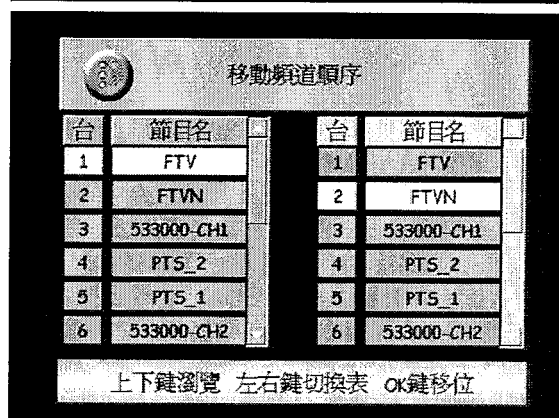 移動頻道順序
台 節目名 台 節目名
1 FTV 1 FTV
2 FTVN 2 FTVN
3 533000-CH1 3 533000-CH1
4 PTS_2 4 PTS_2
5 PTS_1 5 PTS_1
6 533000-CH2 6 533000-CH2
上下鍵瀏覽 左右鍵切換表 OK鍵移位